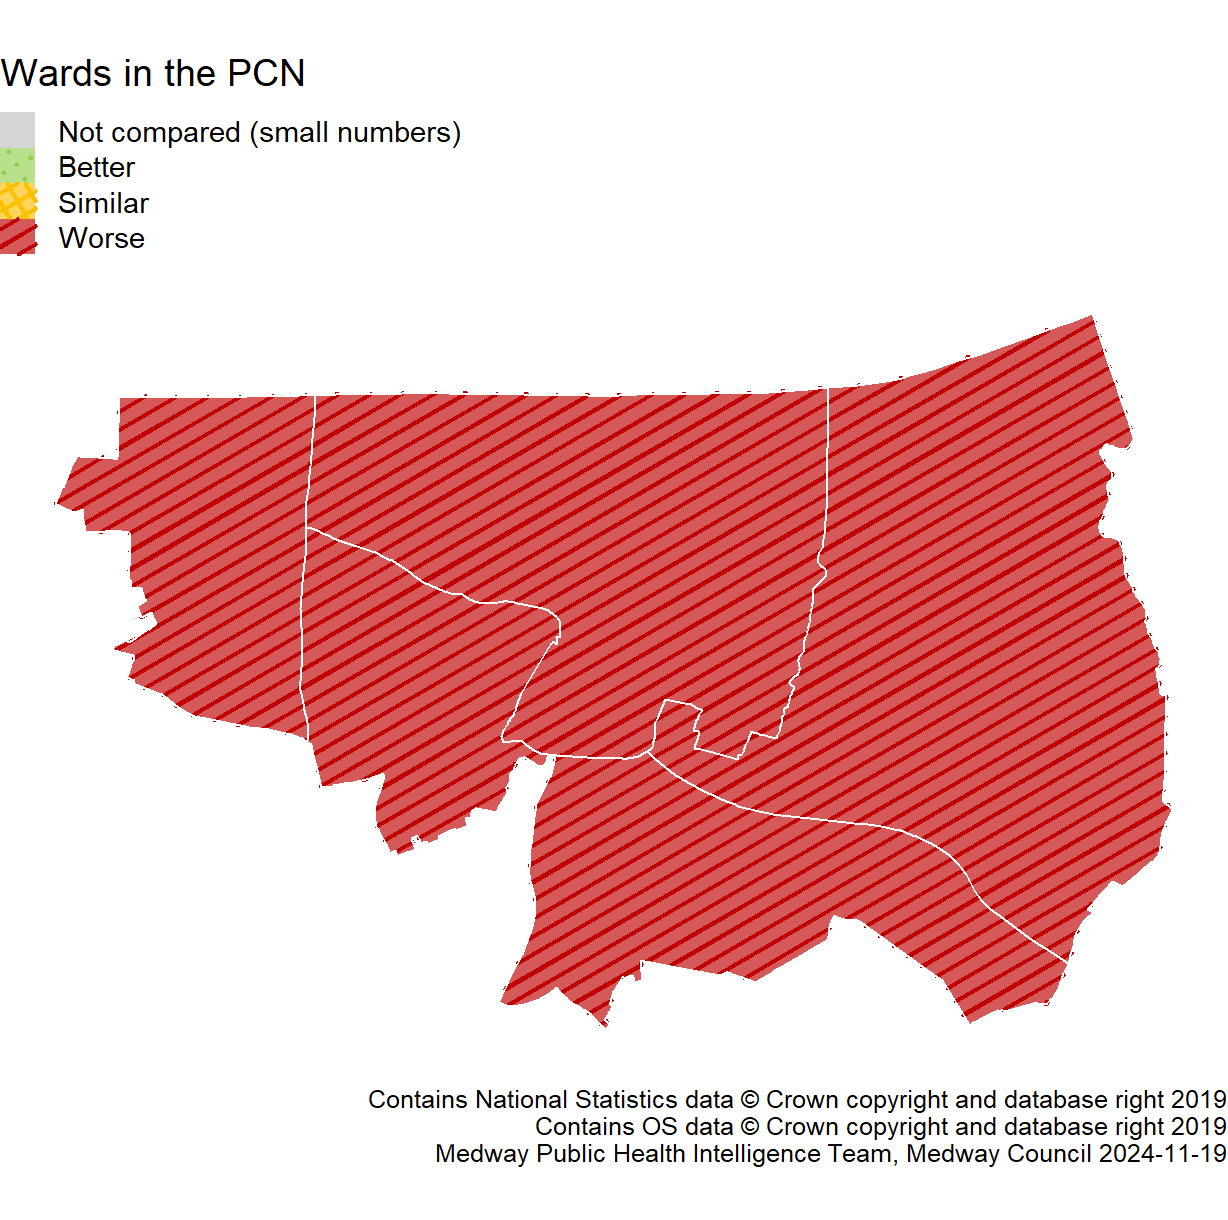 Wards in the PCN
Not compared (small numbers)
Better
Similar
Worse
Contains National Statistics data © Crown copyright and database right 2019
Contains OS data © Crown copyright and database right 2019
Medway Public Health Intelligence Team, Medway Council 2024-11-19